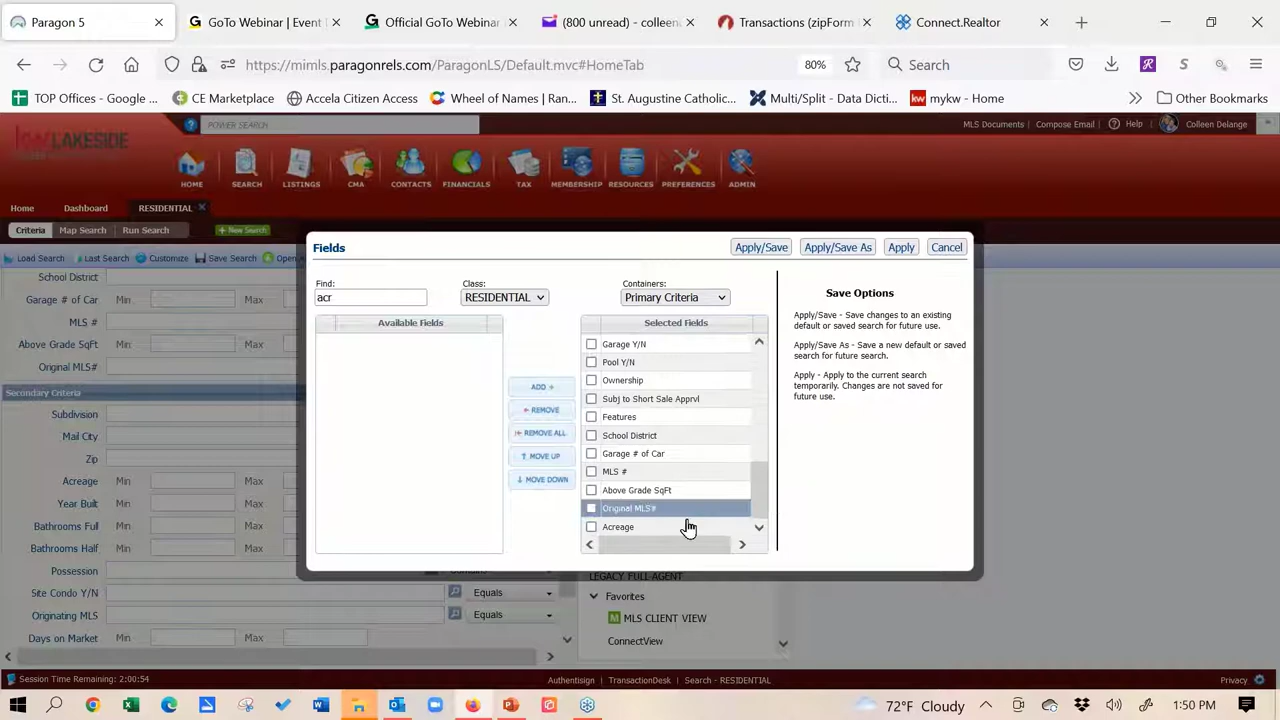 Paragon 5
GoTo Webinar | Event
Official GoTo Webinar
(800 unread) - colleen
Transactions (zipForm
Connect.Realtor
https://mimls.paragonrels.com/ParagonLS/Default.mvc#HomeTab
80%
Search
TOP Offices - Google ...
CE Marketplace
Accela Citizen Access
Wheel of Names | Ran...
St. Augustine Catholic...
Multi/Split - Data Dicti...
kw
mykw - Home
Other Bookmarks
kw LAKESIDE
POWER SEARCH
MLS Documents
Compose Email
Help
Colleen Delange
HOME
SEARCH
LISTINGS
CMA
CONTACTS
FINANCIALS
TAX
MEMBERSHIP
RESOURCES
PREFERENCES
ADMIN
Home
Dashboard
RESIDENTIAL
Criteria
Map Search
Run Search
+ New Search
Load Search
Last Search
Customize
Save Search
Open
Fields
Apply/Save
Apply/Save As
Apply
Cancel
Find:
acr
Class:
RESIDENTIAL
Containers:
Primary Criteria
Available Fields
Selected Fields
ADD
REMOVE
REMOVE ALL
MOVE UP
MOVE DOWN
Garage Y/N
Pool Y/N
Ownership
Subj to Short Sale Apprvl
Features
School District
Garage # of Car
MLS #
Above Grade SqFt
Original MLS#
Acreage
Save Options
Apply/Save - Save changes to an existing
default or saved search for future use.
Apply/Save As - Save a new default or saved
search for future search.
Apply - Apply to the current search
temporarily. Changes are not saved for
future use.
School District
Garage # of Car Min Max
MLS #
Above Grade SqFt Min Max
Original MLS#
Secondary Criteria
Subdivision
Mail City
Zip
Acreage Min Max
Year Built Min Max
Bathrooms Full Min Max
Bathrooms Half Min Max
Possession
Site Condo Y/N Equals
Originating MLS Equals
Days on Market Min Max
LEGACY FULL-AGENT
Favorites
M MLS CLIENT VIEW
ConnectView
Session Time Remaining: 2:00:54
Authentisign | TransactionDesk | Search - RESIDENTIAL
Privacy
72°F Cloudy
1:50 PM